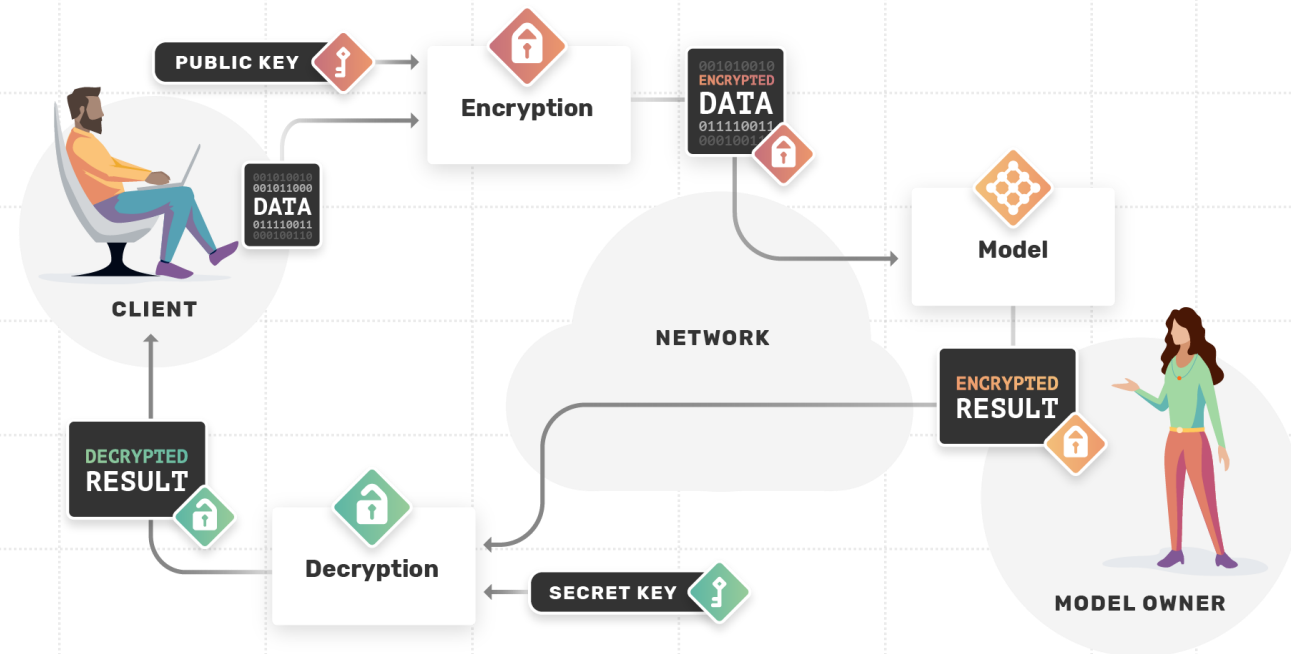 PUBLIC KEY
Encryption
001010010
ENCRYPTED
DATA
011110011
000100110
001010010
001011000
DATA
011110011
000100110
CLIENT
Model
NETWORK
ENCRYPTED
RESULT
DECRYPTED
RESULT
Decryption
SECRET KEY
MODEL OWNER